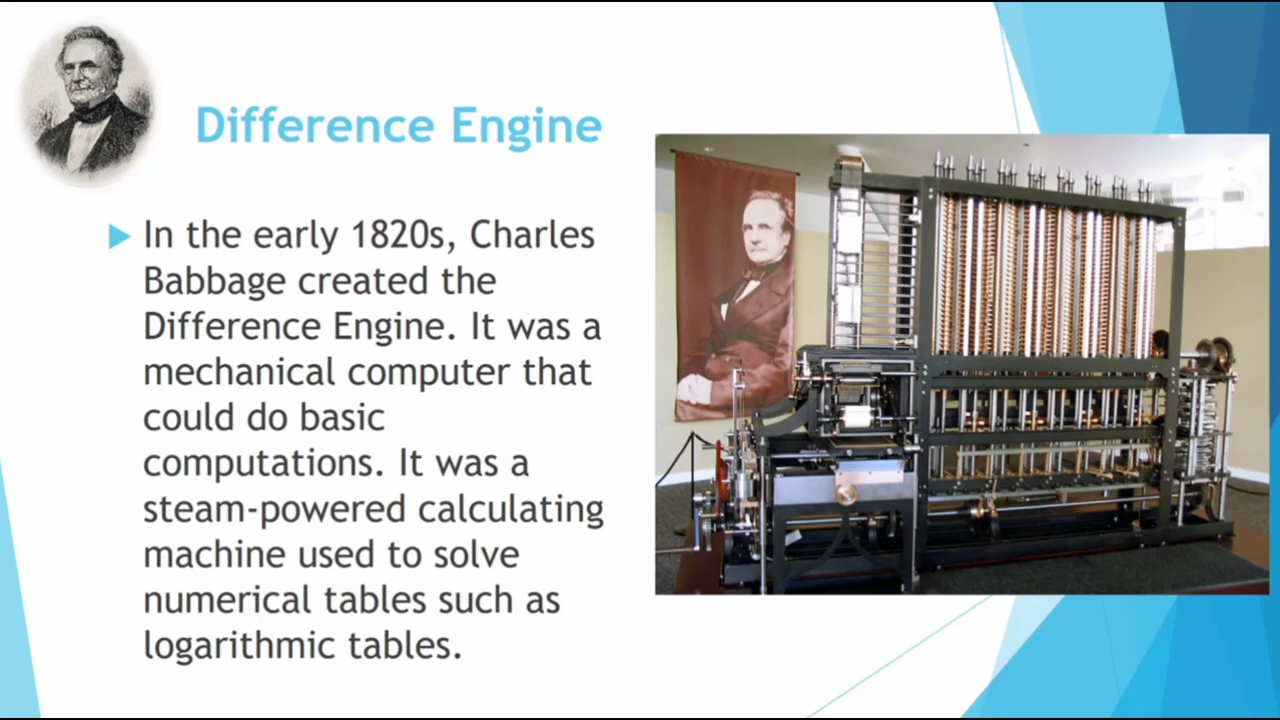 Difference Engine
In the early 1820s, Charles
Babbage created the
Difference Engine. It was a
mechanical computer that
could do basic
computations. It was a
steam-powered calculating
machine used to solve
numerical tables such as
logarithmic tables.